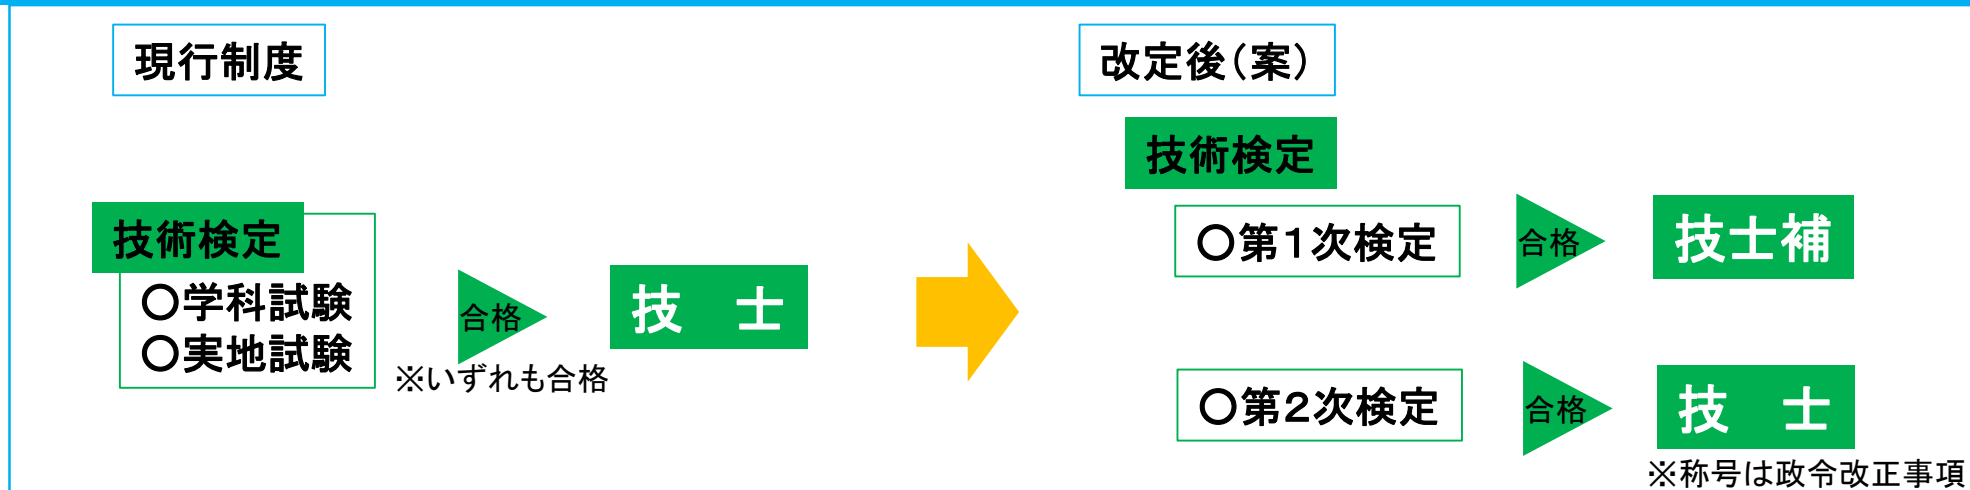 現行制度
技術検定
〇学科試験
〇実地試験
合格
※いずれも合格
技　士
改定後（案）
技術検定
〇第１次検定
合格
技士補
〇第２次検定
合格
技　士
※称号は政令改正事項